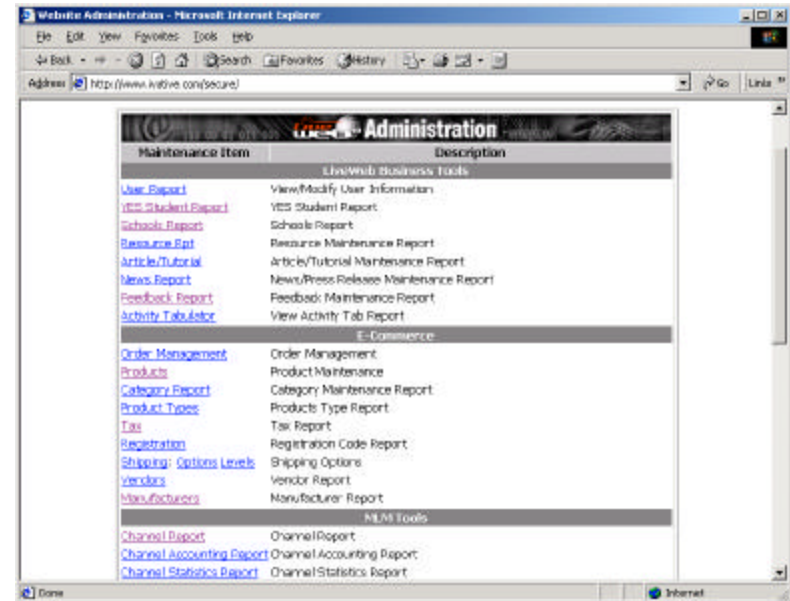 Website Administration - Microsoft Internet Explorer
File Edit View Favorites Tools Help
Back Search Favorites History
Address http://www.ivative.com/secure/ Go Links »
Administration
Maintenance Item Description
LiveWeb Business Tools
User Report View/Modify User Information
YES Student Report YES Student Report
Schools Report Schools Report
Resource Rpt Resource Maintenance Report
Article/Tutorial Article/Tutorial Maintenance Report
News Report News/Press Release Maintenance Report
Feedback Report Feedback Maintenance Report
Activity Tabulator View Activity Tab Report
E-Commerce
Order Management Order Management
Products Product Maintenance
Category Report Category Maintenance Report
Product Types Products Type Report
Tax Tax Report
Registration Registration Code Report
Shipping: Options Levels Shipping Options
Vendors Vendor Report
Manufacturers Manufacturer Report
MLM Tools
Channel Report Channel Report
Channel Accounting Report Channel Accounting Report
Channel Statistics Report Channel Statistics Report
Done Internet